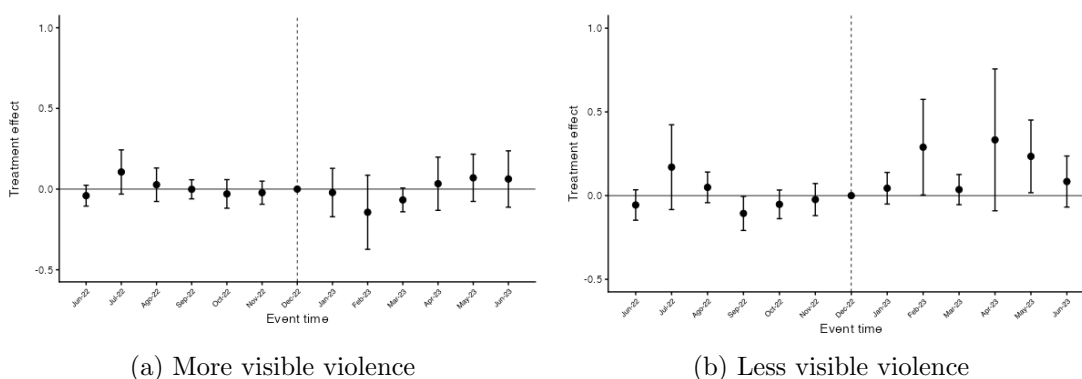 1.0
0.5
0.0
-0.5
Treatment effect
Jun-22 Jul-22 Ago-22 Sep-22 Oct-22 Nov-22 Dec-22 Jan-23 Feb-23 Mar-23 Apr-23 May-23 Jun-23
Event time
(a) More visible violence
1.0
0.5
0.0
-0.5
Treatment effect
Jun-22 Jul-22 Ago-22 Sep-22 Oct-22 Nov-22 Dec-22 Jan-23 Feb-23 Mar-23 Apr-23 May-23 Jun-23
Event time
(b) Less visible violence